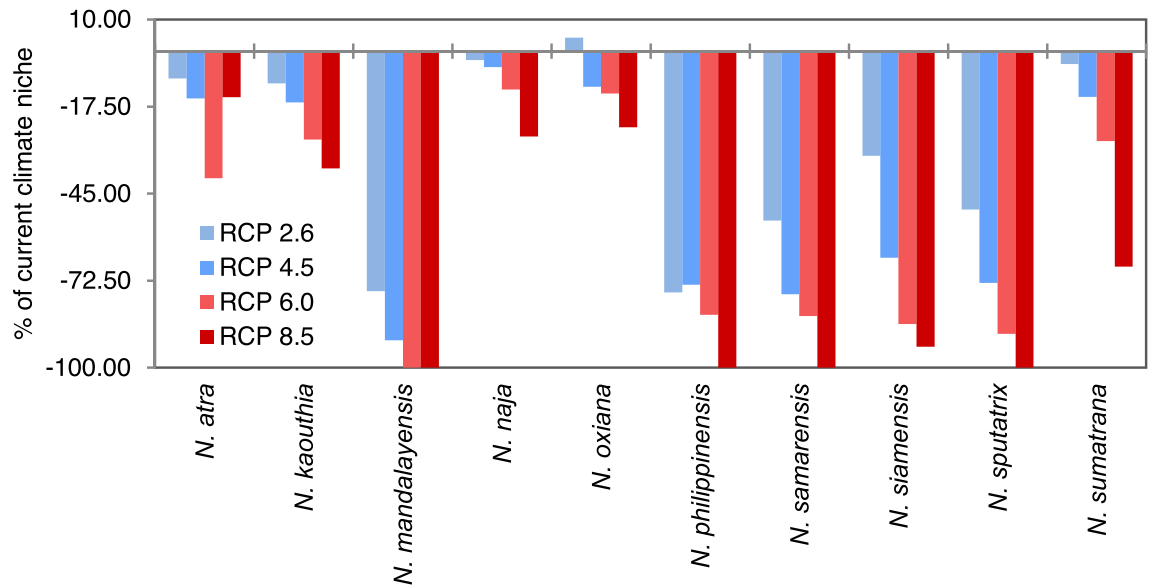 % of current climate niche
10.00
-17.50
-45.00
-72.50
-100.00
RCP 2.6
RCP 4.5
RCP 6.0
RCP 8.5
N. atra
N. kaouthia
N. mandalayensis
N. naja
N. oxiana
N. philippinensis
N. samarensis
N. siamensis
N. sputatrix
N. sumatrana